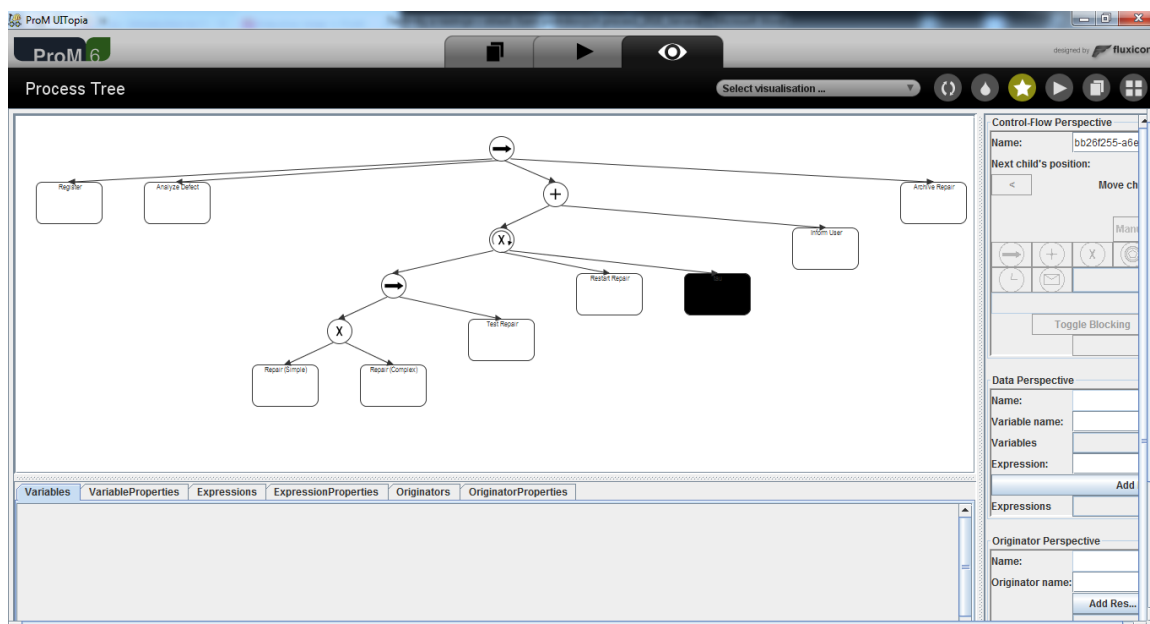 ProM UITopia
ProM 6
designed by fluxicon
Process Tree
Select visualisation ...
Register
Analyze Defect
Archive Repair
Inform User
Restart Repair
Test Repair
X
Repair (Simple)
Repair (Complex)
Control-Flow Perspective
Name:
bb26f255-a6e
Next child's position:
<
Move ch
X
Toggle Blocking
Data Perspective
Name:
Variable name:
Variables
Expression:
Add
Expressions
Originator Perspective
Name:
Originator name:
Add Res...
Variables
VariableProperties
Expressions
ExpressionProperties
Originators
OriginatorProperties